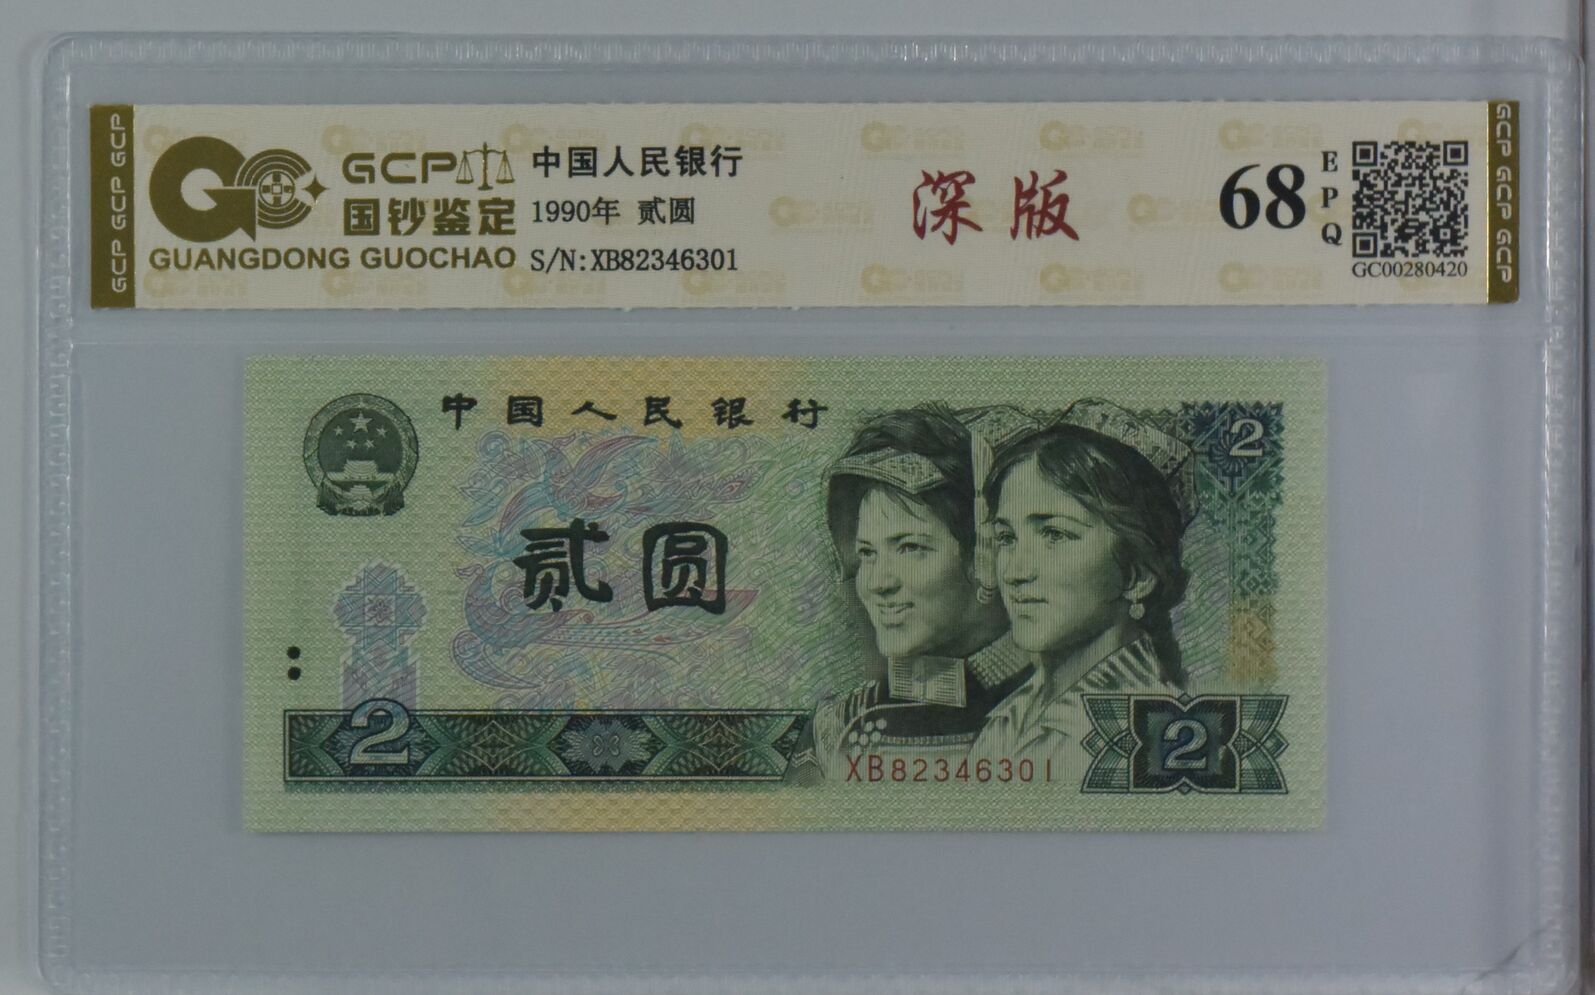 GCP GCP GCP
GCP
国钞鉴定
GUANGDONG GUOCHAO
中国人民银行
1990年 贰圆
S/N:XB82346301
深版
68
EPQ
GC00280420
GCP GCP GCP
中国人民银行
2
贰圆
2
XB82346301
2